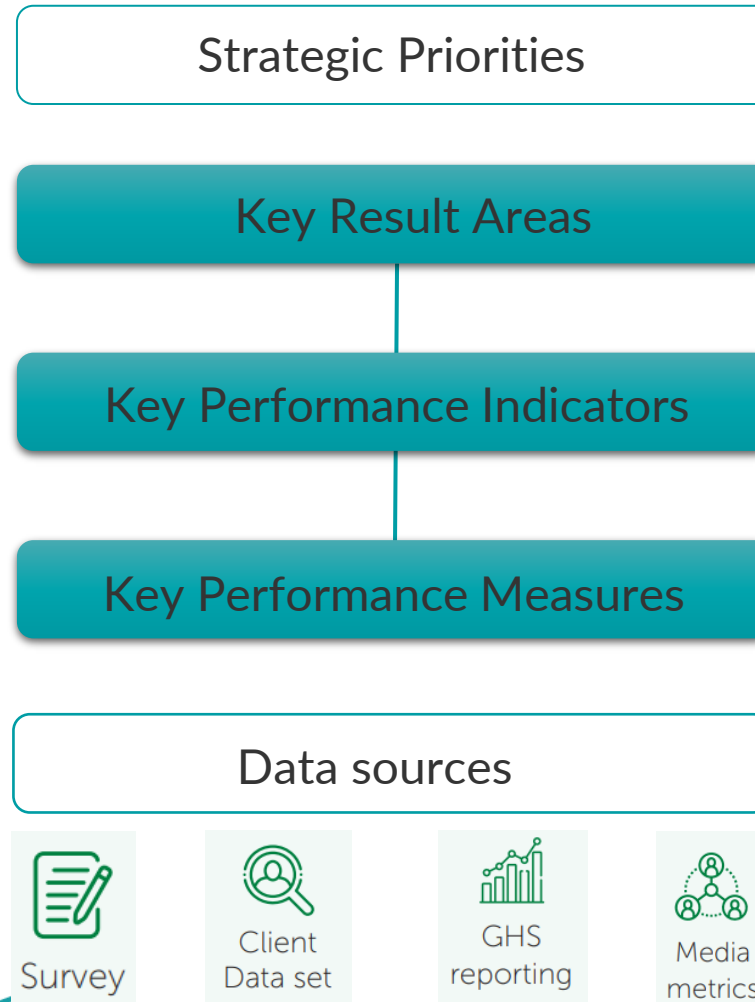 Strategic Priorities
Key Result Areas
Key Performance Indicators
Key Performance Measures
Data sources
Survey
Client
Data set
GHS
reporting
Media
metrics